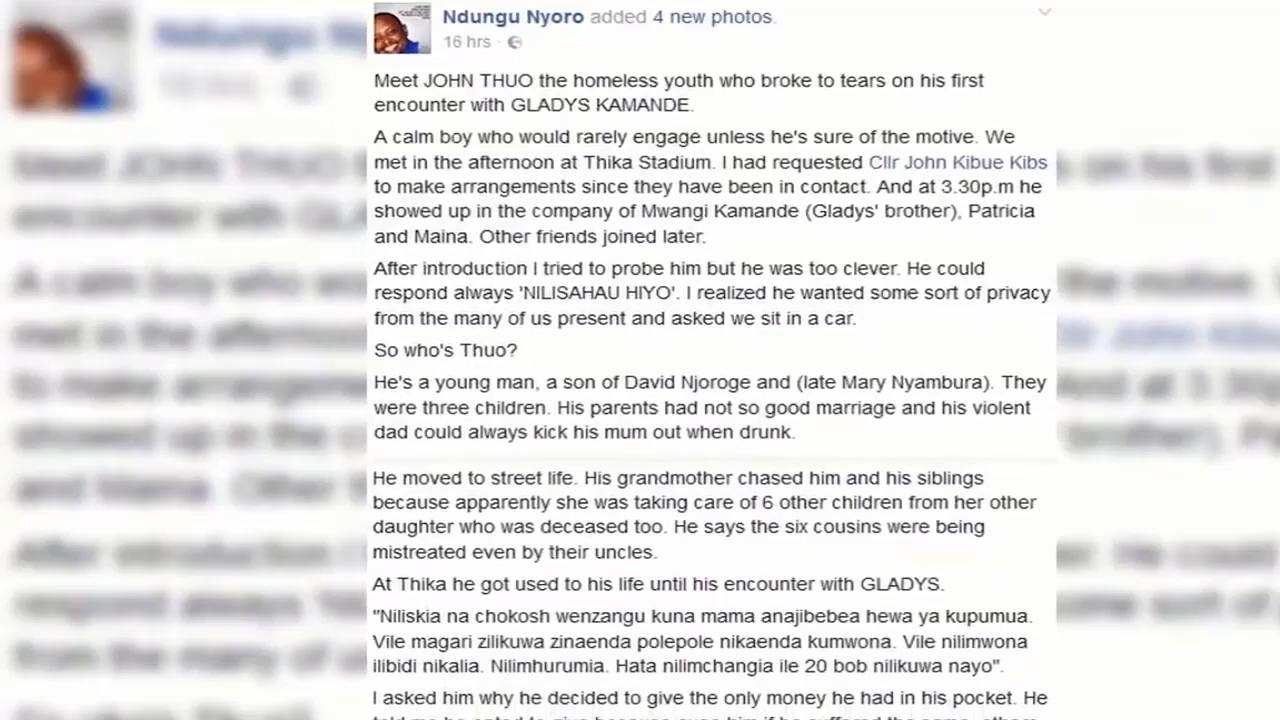 Ndungu Nyoro added 4 new photos.
16 hrs
Meet JOHN THUO the homeless youth who broke to tears on his first
encounter with GLADYS KAMANDE.
A calm boy who would rarely engage unless he's sure of the motive. We
met in the afternoon at Thika Stadium. I had requested Cllr John Kibue Kibs
to make arrangements since they have been in contact. And at 3.30p.m he
showed up in the company of Mwangi Kamande (Gladys' brother), Patricia
and Maina. Other friends joined later.
After introduction I tried to probe him but he was too clever. He could
respond always 'NILISAHAU HIYO'. I realized he wanted some sort of privacy
from the many of us present and asked we sit in a car.
So who's Thuo?
He's a young man, a son of David Njoroge and (late Mary Nyambura). They
were three children. His parents had not so good marriage and his violent
dad could always kick his mum out when drunk.
He moved to street life. His grandmother chased him and his siblings
because apparently she was taking care of 6 other children from her other
daughter who was deceased too. He says the six cousins were being
mistreated even by their uncles.
At Thika he got used to his life until his encounter with GLADYS.
"Niliskia na chokosh wenzangu kuna mama anajibebea hewa ya kupumua.
Vile magari zilikuwa zinaenda polepole nikaenda kumwona. Vile nilimwona
ilibidi nikalia. Nilimhurumia. Hata nilimchangia ile 20 bob nilikuwa nayo".
I asked him why he decided to give the only money he had in his pocket. He